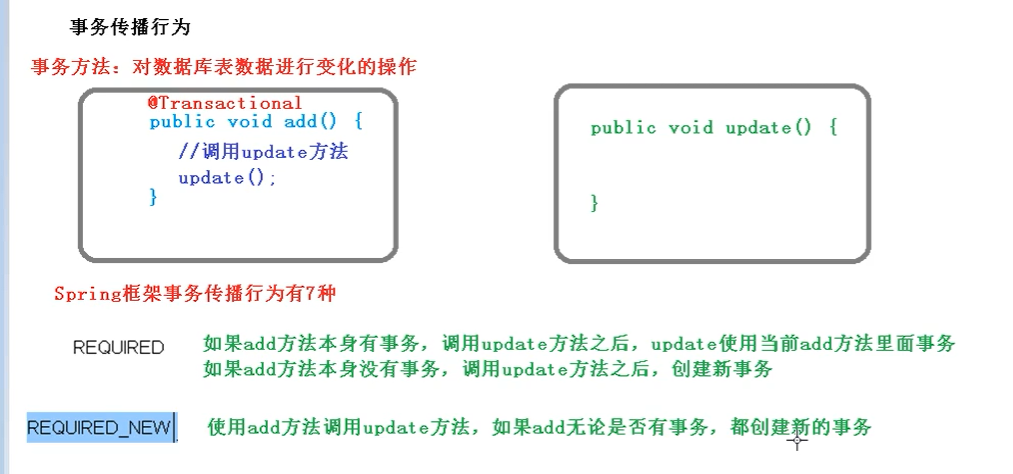 事务传播行为
事务方法：对数据库表数据进行变化的操作
@Transactional
public void add() {
//调用update方法
update();
}
public void update() {
}
Spring框架事务传播行为有7种
REQUIRED
如果add方法本身有事务，调用update方法之后，update使用当前add方法里面事务
如果add方法本身没有事务，调用update方法之后，创建新事务
REQUIRED_NEW
使用add方法调用update方法，如果add无论是否有事务，都创建新的事务